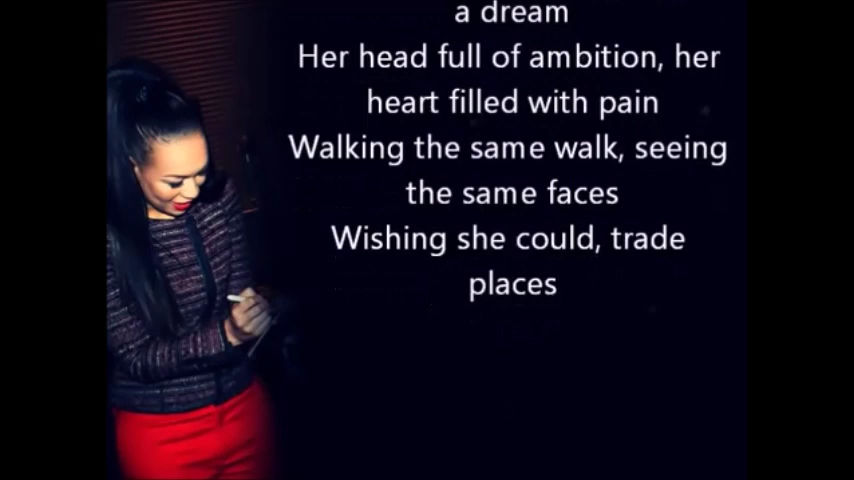 a dream
Her head full of ambition, her
heart filled with pain
Walking the same walk, seeing
the same faces
Wishing she could, trade
places